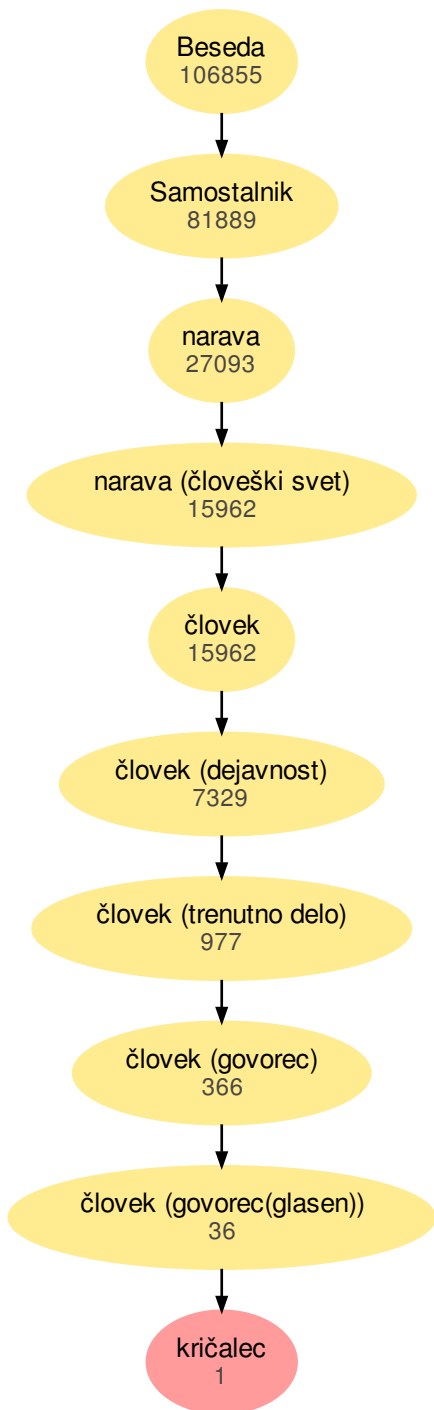 Beseda
106855
Samostalnik
81889
narava
27093
narava (človeški svet)
15962
človek
15962
človek (dejavnost)
7329
človek (trenutno delo)
977
človek (govorec)
366
človek (govorec(glasen))
36
kričalec
1